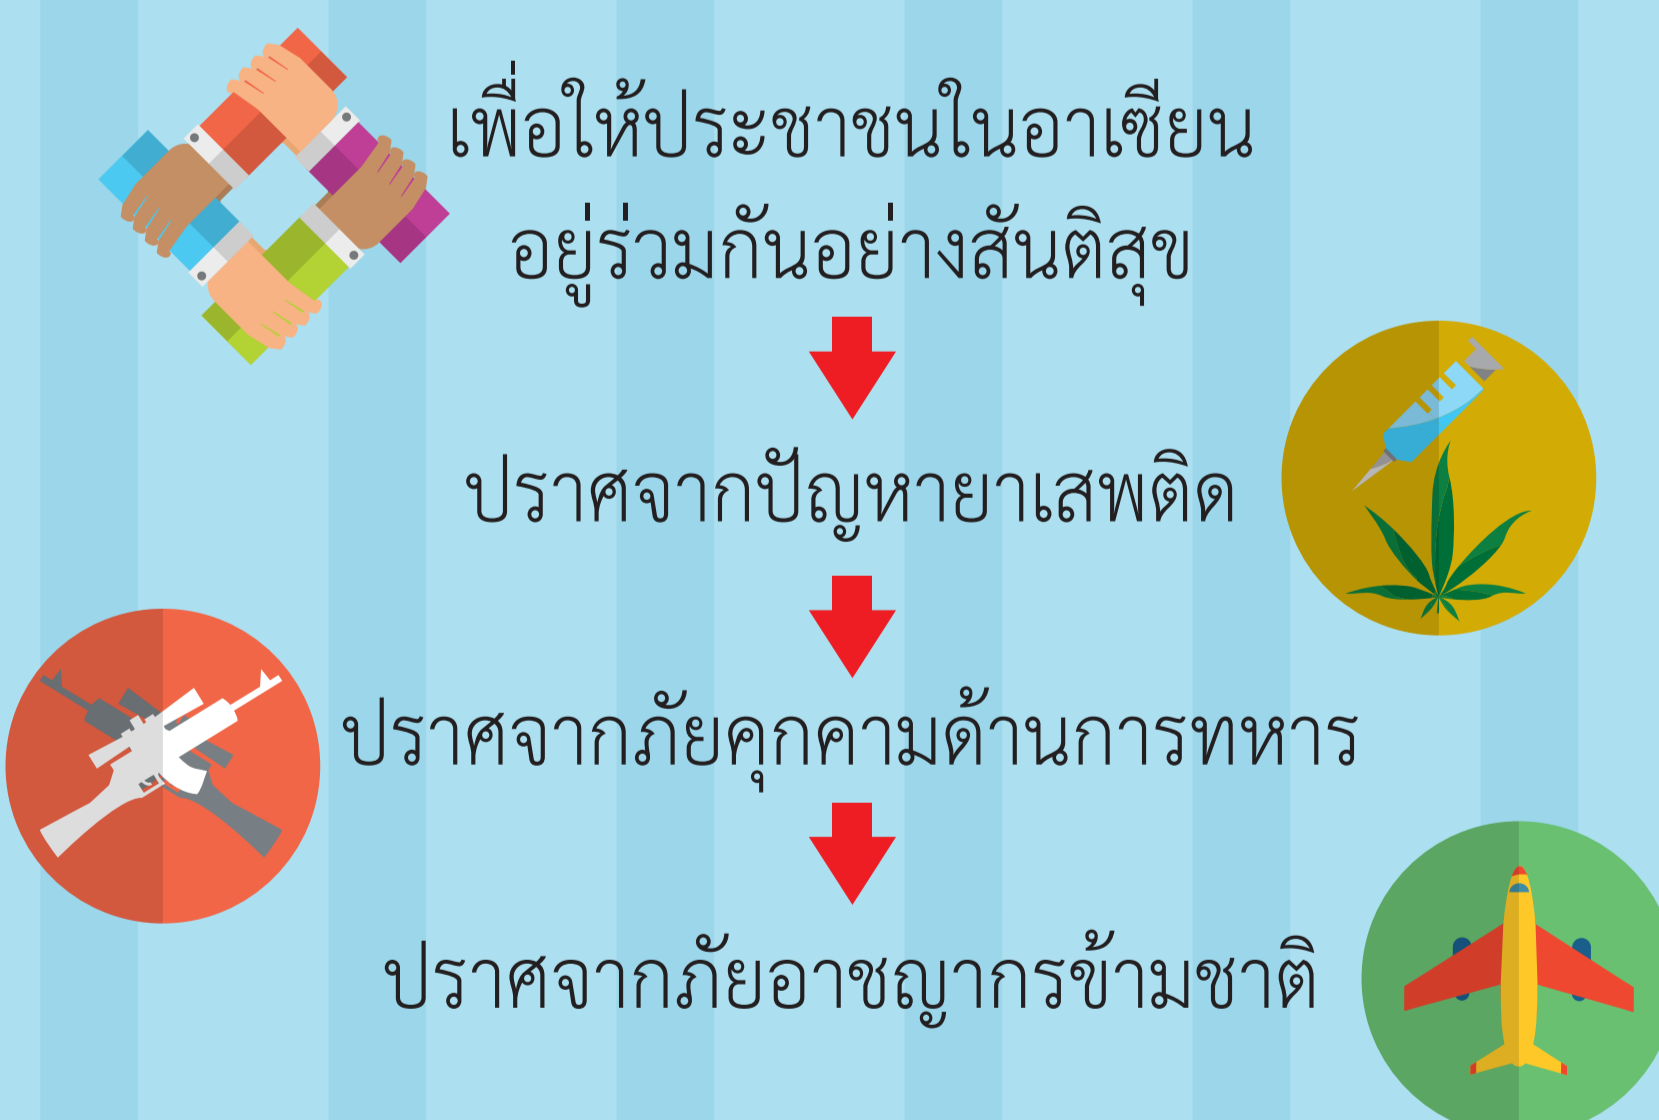 เพื่อให้ประชาชนในอาเซียน
อยู่ร่วมกันอย่างสันติสุข
ปราศจากปัญหายาเสพติด
ปราศจากภัยคุกคามด้านการทหาร
ปราศจากภัยอาชญากรข้ามชาติ